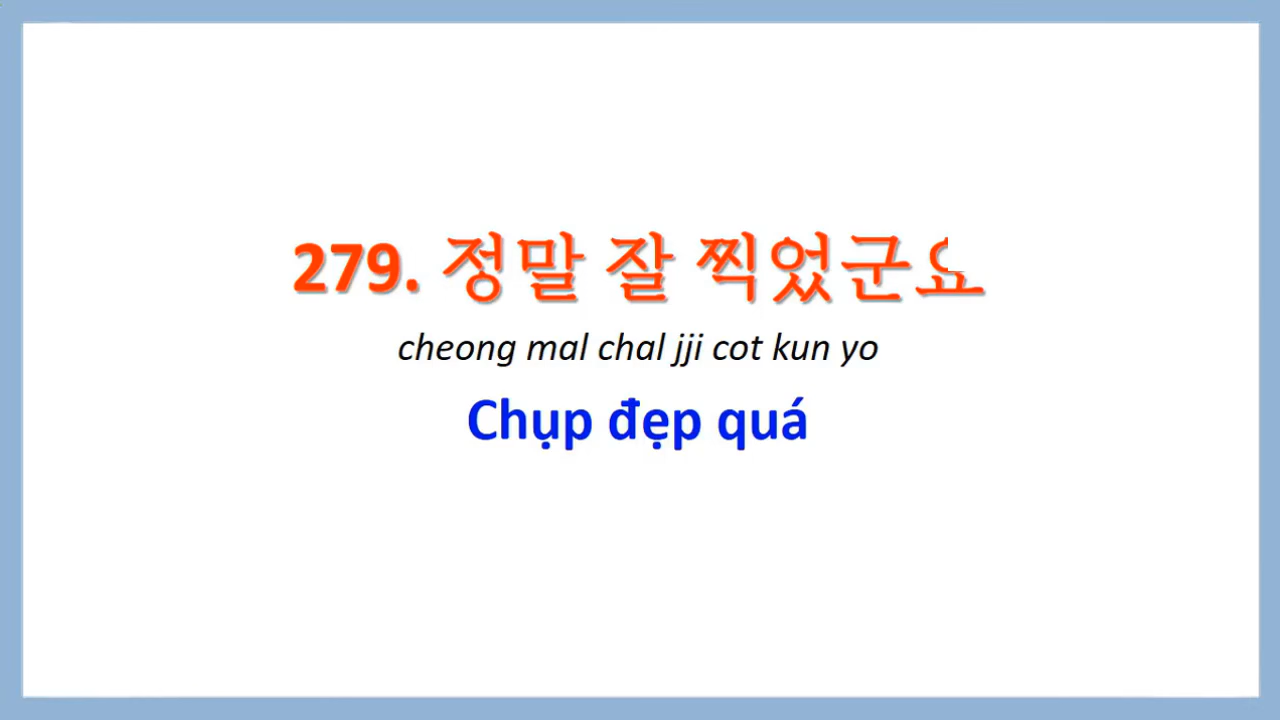 279. 정말 잘 찍었군요
cheong mal chal jji cot kun yo
Chụp đẹp quá